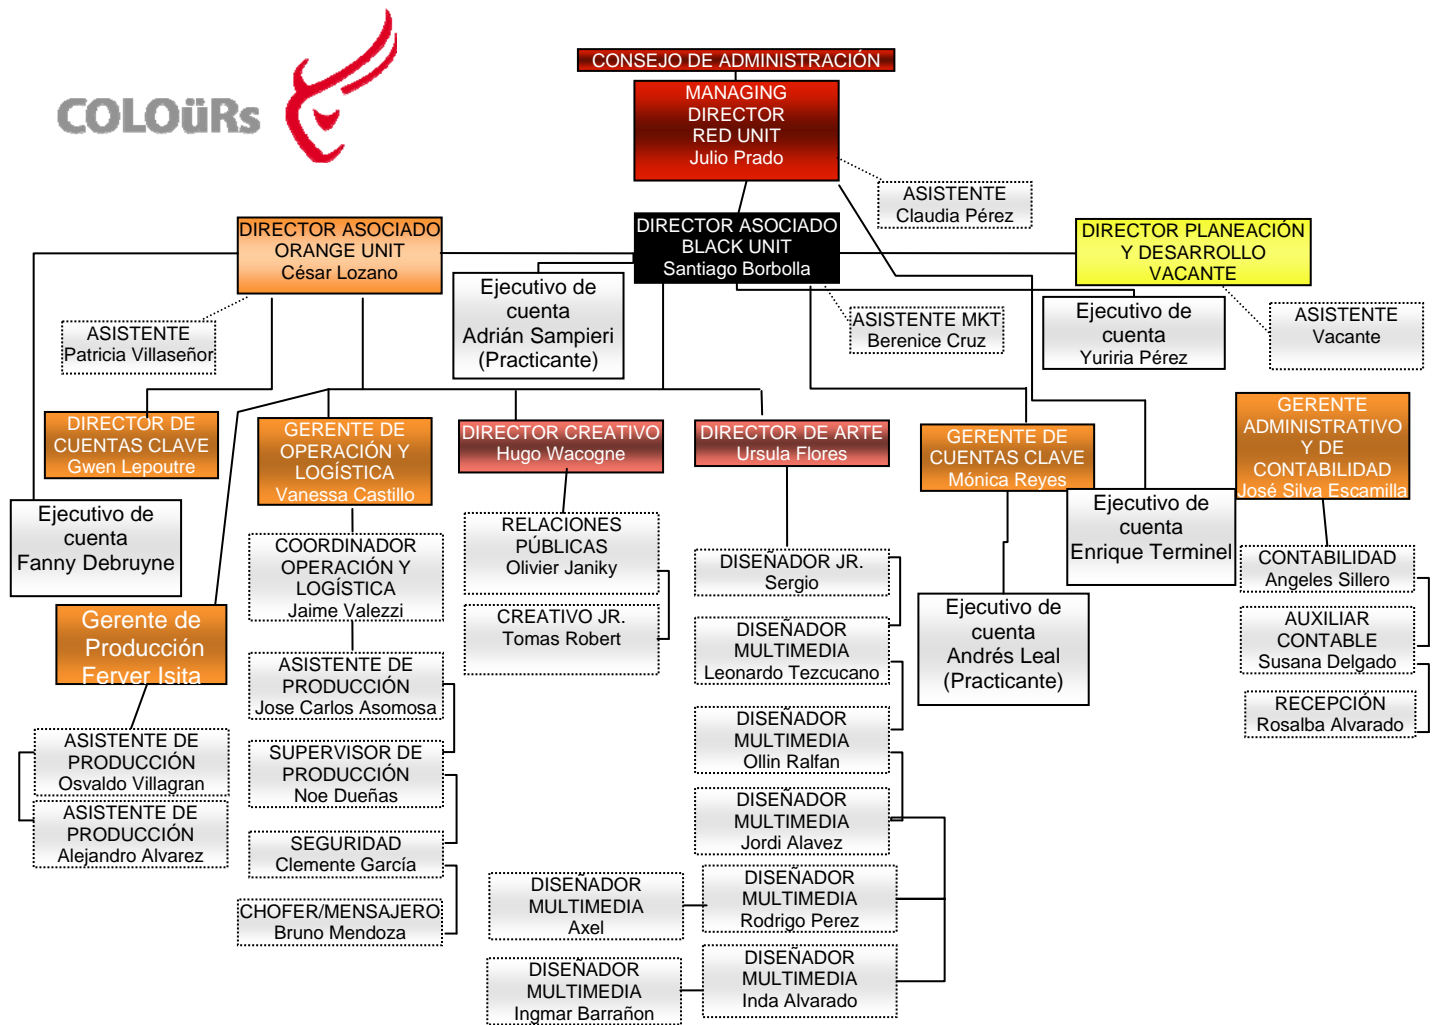 COLOüRs
CONSEJO DE ADMINISTRACIÓN
MANAGING
DIRECTOR
RED UNIT
Julio Prado
ASISTENTE
Claudia Pérez
DIRECTOR ASOCIADO
ORANGE UNIT
César Lozano
DIRECTOR ASOCIADO
BLACK UNIT
Santiago Borbolla
DIRECTOR PLANEACIÓN
Y DESARROLLO
VACANTE
ASISTENTE
Patricia Villaseñor
Ejecutivo de
cuenta
Adrián Sampieri
(Practicante)
ASISTENTE MKT
Berenice Cruz
Ejecutivo de
cuenta
Yuriria Pérez
ASISTENTE
Vacante
DIRECTOR DE
CUENTAS CLAVE
Gwen Lepoutre
GERENTE DE
OPERACIÓN Y
LOGÍSTICA
Vanessa Castillo
DIRECTOR CREATIVO
Hugo Wacogne
DIRECTOR DE ARTE
Ursula Flores
GERENTE DE
CUENTAS CLAVE
Mónica Reyes
GERENTE
ADMINISTRATIVO
Y DE
CONTABILIDAD
José Silva Escamilla
Ejecutivo de
cuenta
Fanny Debruyne
Ejecutivo de
cuenta
Enrique Terminel
COORDINADOR
OPERACIÓN Y
LOGÍSTICA
Jaime Valezzi
RELACIONES
PÚBLICAS
Olivier Janiky
DISEÑADOR JR.
Sergio
CONTABILIDAD
Angeles Sillero
Gerente de
Producción
Ferver Isita
CREATIVO JR.
Tomas Robert
DISEÑADOR
MULTIMEDIA
Leonardo Tezcucano
Ejecutivo de
cuenta
Andrés Leal
(Practicante)
AUXILIAR
CONTABLE
Susana Delgado
ASISTENTE DE
PRODUCCIÓN
Jose Carlos Asomosa
RECEPCIÓN
Rosalba Alvarado
ASISTENTE DE
PRODUCCIÓN
Osvaldo Villagran
SUPERVISOR DE
PRODUCCIÓN
Noe Dueñas
DISEÑADOR
MULTIMEDIA
Ollin Ralfan
ASISTENTE DE
PRODUCCIÓN
Alejandro Alvarez
SEGURIDAD
Clemente García
DISEÑADOR
MULTIMEDIA
Jordi Alavez
CHOFER/MENSAJERO
Bruno Mendoza
DISEÑADOR
MULTIMEDIA
Axel
DISEÑADOR
MULTIMEDIA
Rodrigo Perez
DISEÑADOR
MULTIMEDIA
Ingmar Barrañon
DISEÑADOR
MULTIMEDIA
Inda Alvarado